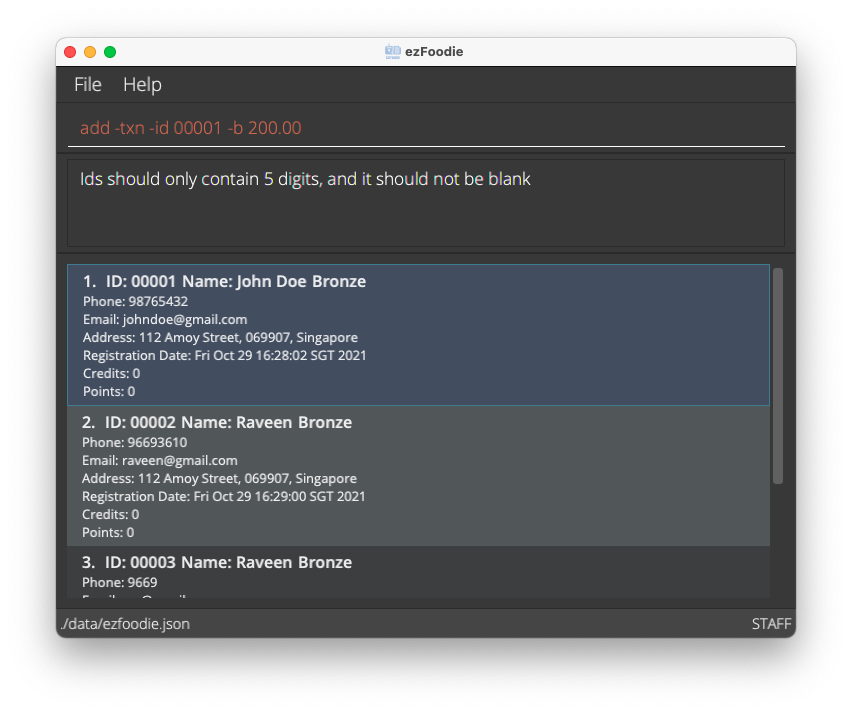 ezFoodie
File Help
add -txn -id 00001 -b 200.00
Ids should only contain 5 digits, and it should not be blank
1. ID: 00001 Name: John Doe Bronze
Phone: 98765432
Email: johndoe@gmail.com
Address: 112 Amoy Street, 069907, Singapore
Registration Date: Fri Oct 29 16:28:02 SGT 2021
Credits: 0
Points: 0
2. ID: 00002 Name: Raveen Bronze
Phone: 96693610
Email: raveen@gmail.com
Address: 112 Amoy Street, 069907, Singapore
Registration Date: Fri Oct 29 16:29:00 SGT 2021
Credits: 0
Points: 0
3. ID: 00003 Name: Raveen Bronze
Phone: 9669
./data/ezfoodie.json STAFF